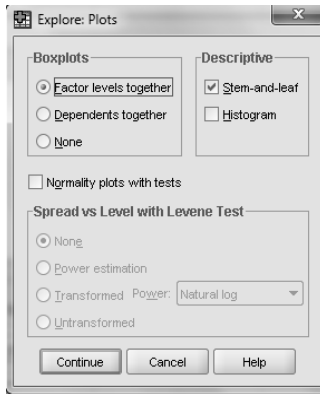 Explore: Plots
Boxplots
Factor levels together
Dependents together
None
Descriptive
Stem-and-leaf
Histogram
Normality plots with tests
Spread vs Level with Levene Test
None
Power estimation
Transformed Power: Natural log
Untransformed
Continue Cancel Help